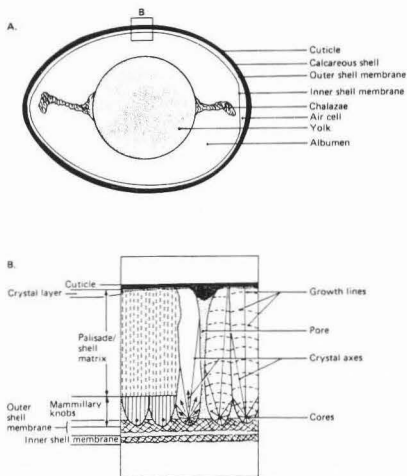 B
A.
Cuticle
Calcareous shell
Outer shell membrane
Inner shell membrane
Chalazae
Air cell
Yolk
Albumen
B.
Cuticle
Crystal layer
Palisade/
shell
matrix
Mammillary
knobs
Outer
shell
membrane
Inner shell membrane
Growth lines
Pore
Crystal axes
Cores